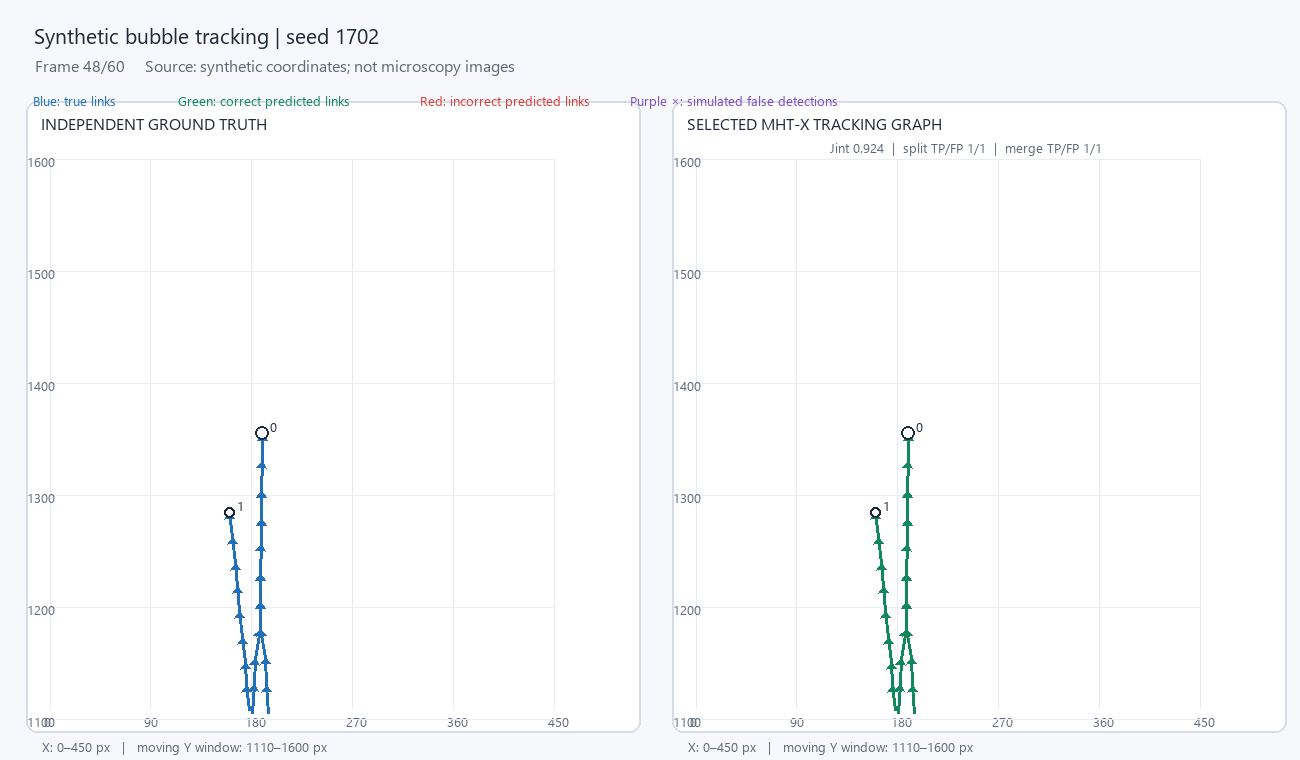 Synthetic bubble tracking | seed 1702
Frame 48/60 Source: synthetic coordinates; not microscopy images
Blue: true links Green: correct predicted links Red: incorrect predicted links Purple ×: simulated false detections
INDEPENDENT GROUND TRUTH
1600
1500
1400
1300
1200
1100
0
1
0 90 180 270 360 450
X: 0–450 px | moving Y window: 1110–1600 px
SELECTED MHT-X TRACKING GRAPH
Jint 0.924 | split TP/FP 1/1 | merge TP/FP 1/1
1600
1500
1400
1300
1200
1100
0
1
0 90 180 270 360 450
X: 0–450 px | moving Y window: 1110–1600 px